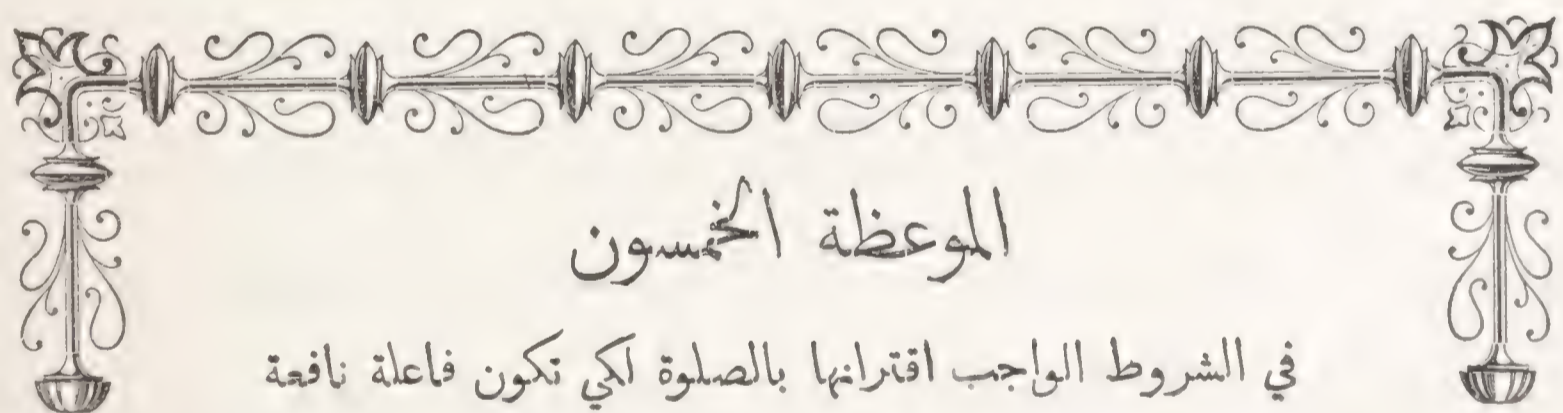 الموعظة الخمسون
في الشروط الواجب اقترانها بالصلوة لكي تكون فاعلة نافعة